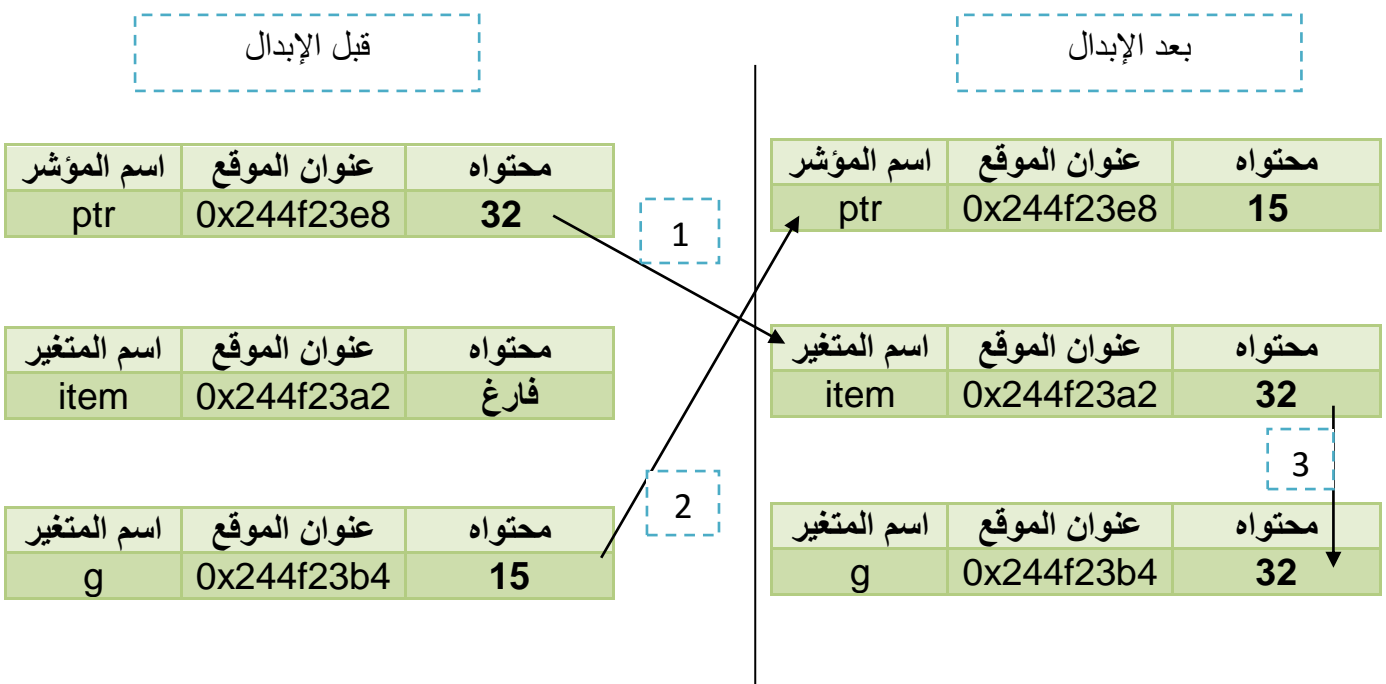 قبل الإبدال
بعد الإبدال
اسم المؤشر عنوان الموقع محتواه
ptr 0x244f23e8 32
اسم المؤشر عنوان الموقع محتواه
ptr 0x244f23e8 15
1
اسم المتغير عنوان الموقع محتواه
item 0x244f23a2 فارغ
اسم المتغير عنوان الموقع محتواه
item 0x244f23a2 32
2
3
اسم المتغير عنوان الموقع محتواه
g 0x244f23b4 15
اسم المتغير عنوان الموقع محتواه
g 0x244f23b4 32